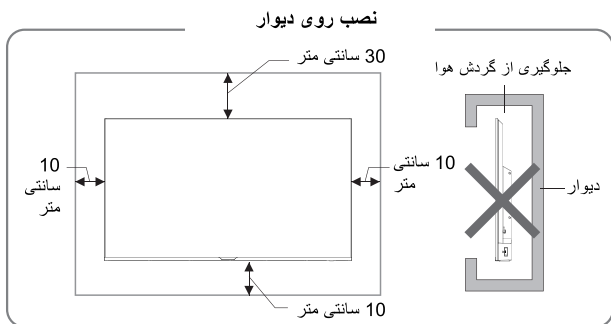 نصب روی دیوار
30 سانتی متر
جلوگیری از گردش هوا
10
سانتی
متر
10 سانتی
متر
دیوار
10 سانتی متر